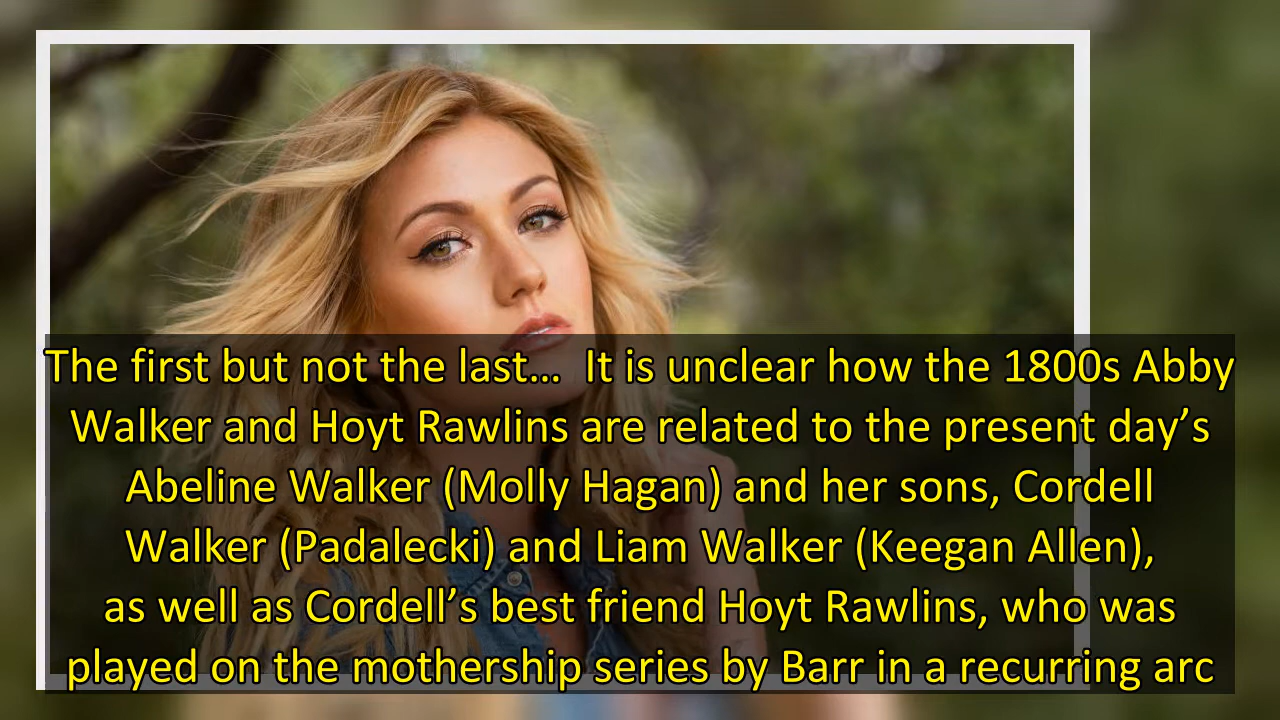 The first but not the last… It is unclear how the 1800s Abby
Walker and Hoyt Rawlins are related to the present day’s
Abeline Walker (Molly Hagan) and her sons, Cordell
Walker (Padalecki) and Liam Walker (Keegan Allen),
as well as Cordell’s best friend Hoyt Rawlins, who was
played on the mothership series by Barr in a recurring arc